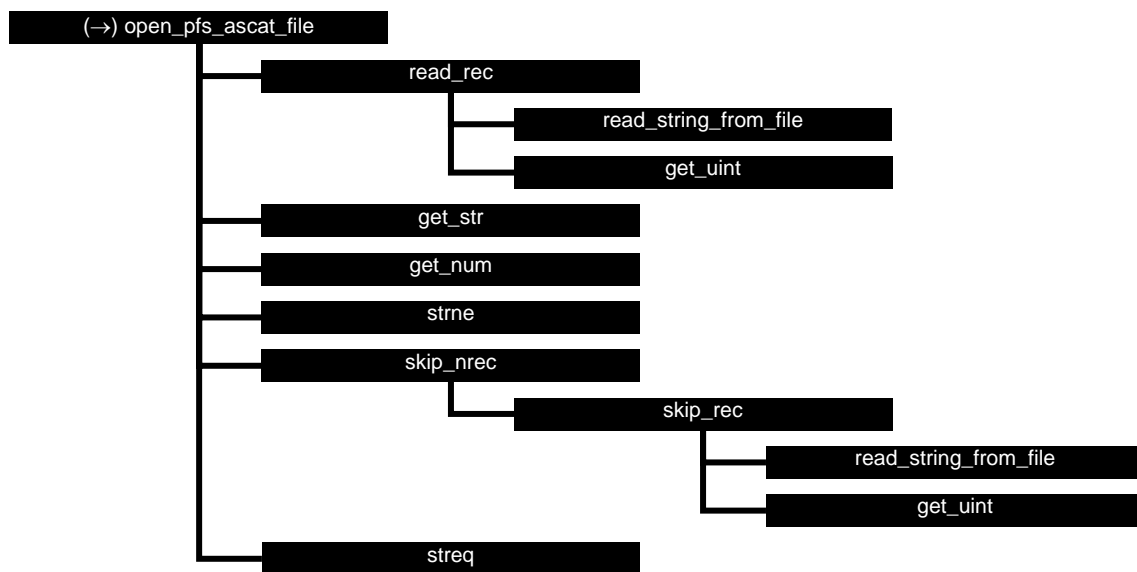 (→) open_pfs_ascat_file
read_rec
read_string_from_file
get_uint
get_str
get_num
strne
skip_nrec
skip_rec
read_string_from_file
get_uint
streq